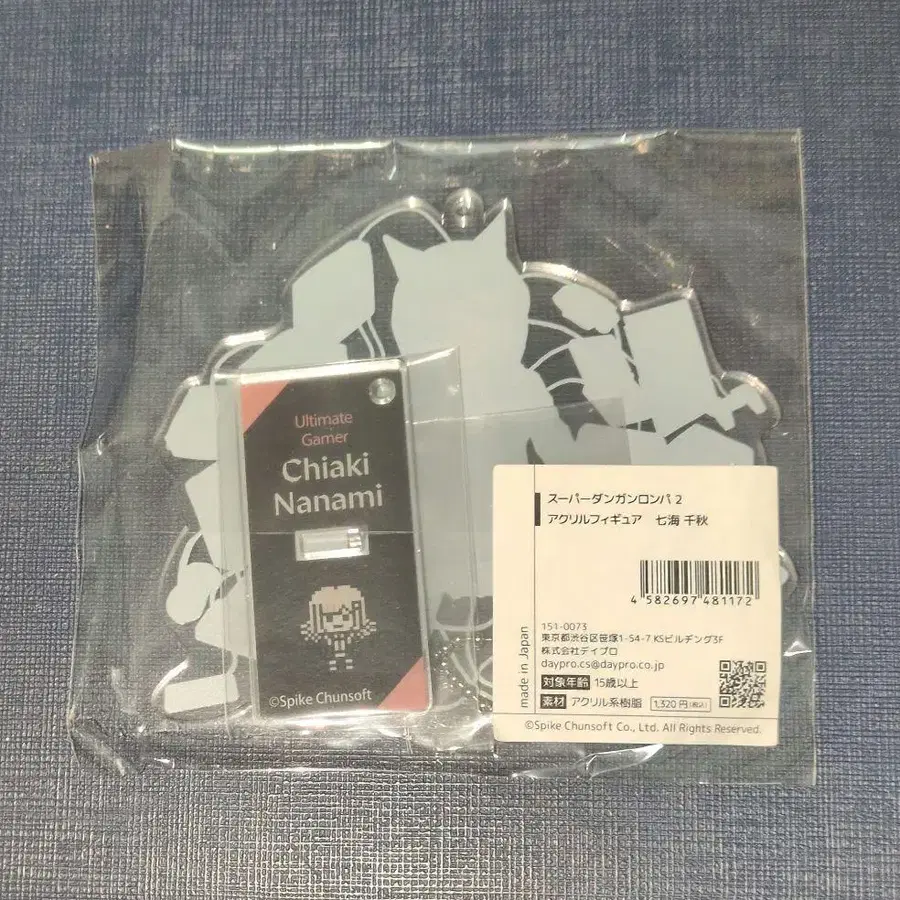 Ultimate
Gamer
Chiaki
Nanami
©Spike Chunsoft
スーパーダンガンロンパ 2
アクリルフィギュア 七海 千秋
4 582697 481172
made in Japan
151-0073
東京都渋谷区笹塚1-54-7 KSビルヂング3F
株式会社デイプロ
daypro.cs@daypro.co.jp
対象年齢 15歳以上
素材 アクリル系樹脂 1,320 円(税込)
©Spike Chunsoft Co., Ltd. All Rights Reserved.